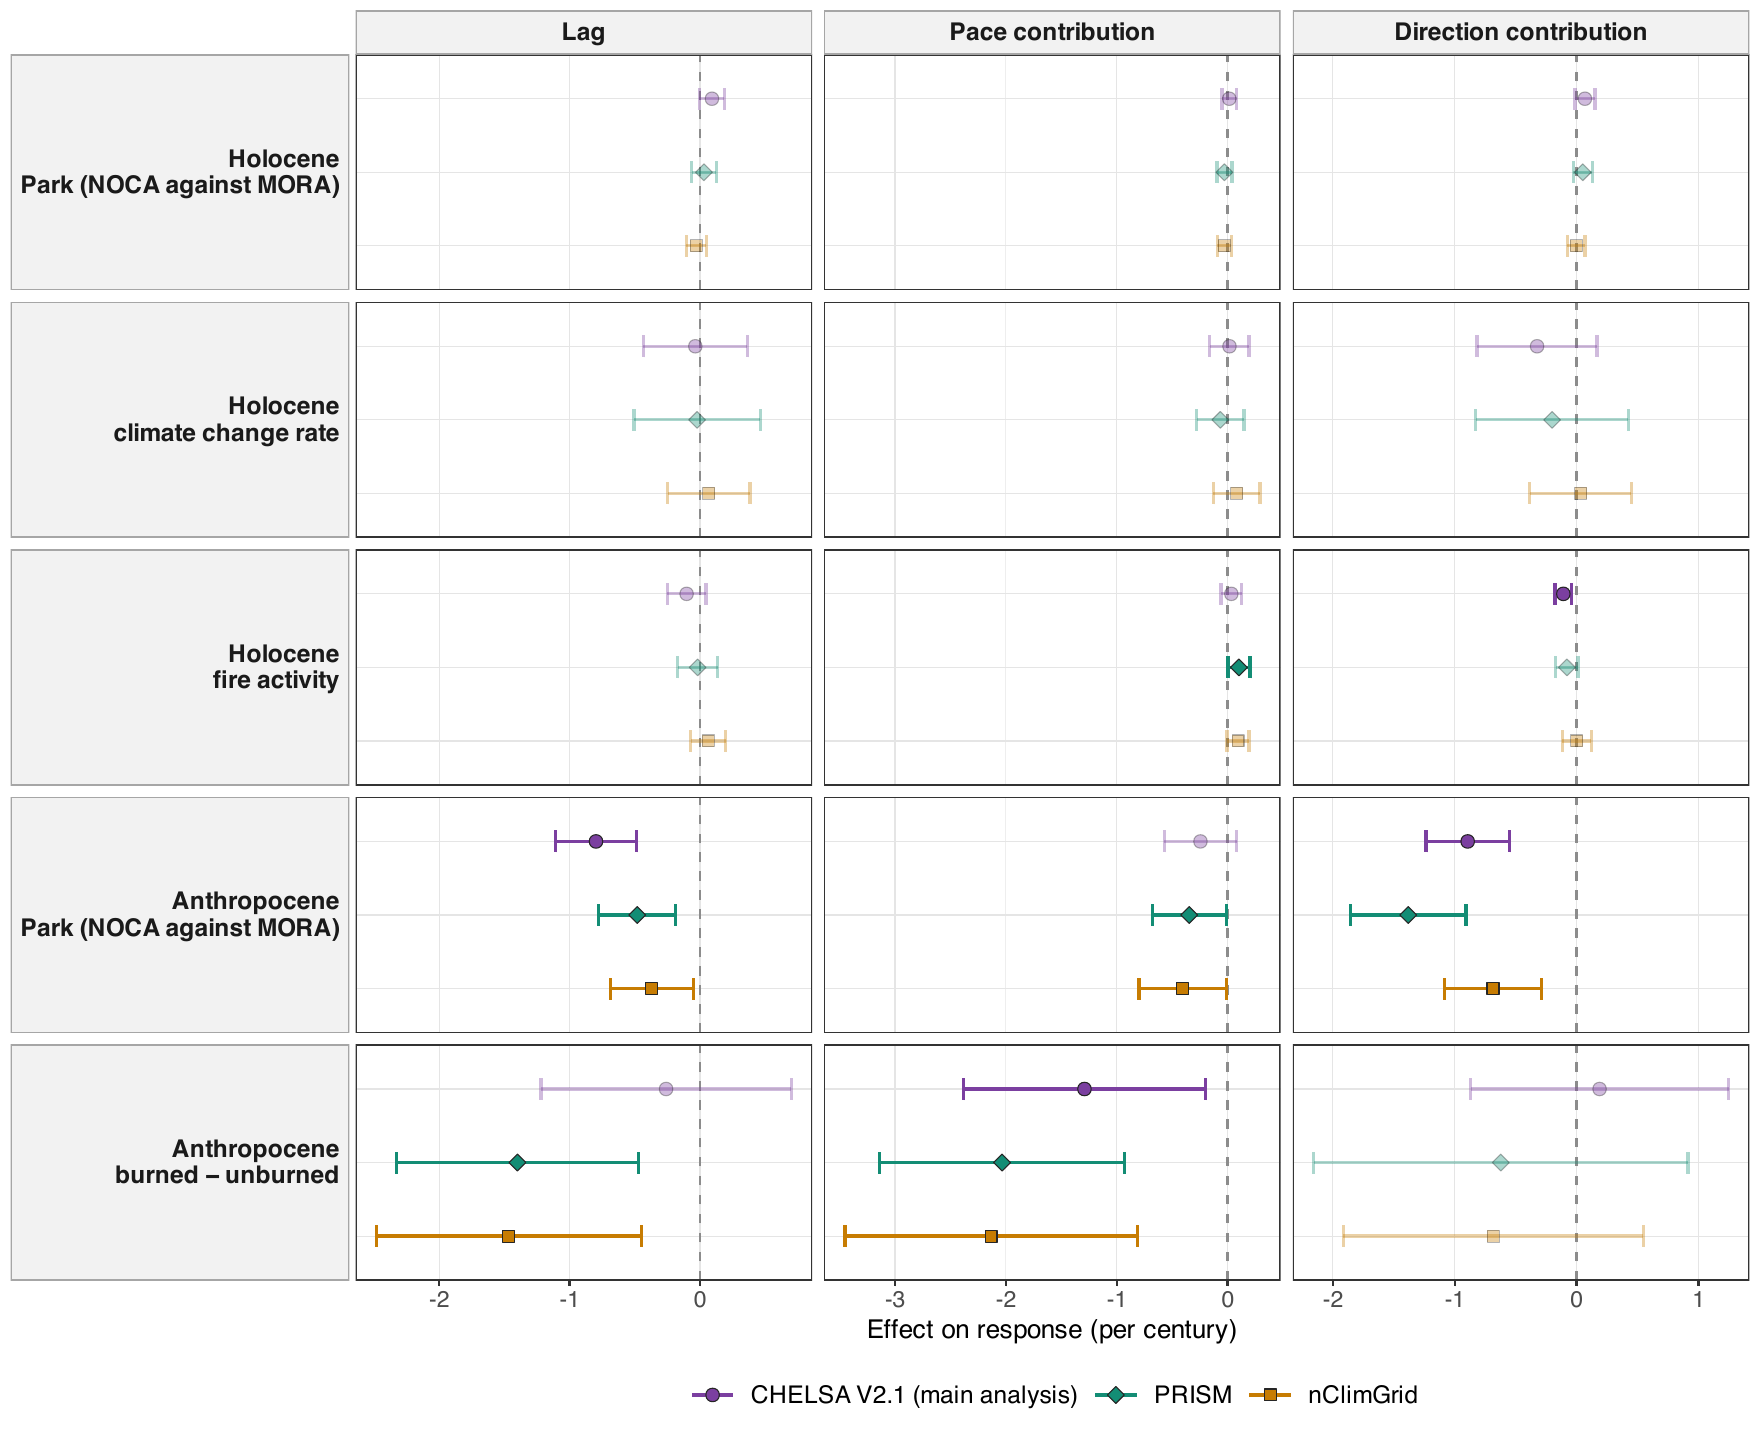 Lag
Pace contribution
Direction contribution
Holocene
Park (NOCA against MORA)
Holocene
climate change rate
Holocene
fire activity
Anthropocene
Park (NOCA against MORA)
Anthropocene
burned – unburned
-2
-1
0
-3
-2
-1
0
-2
-1
0
1
Effect on response (per century)
CHELSA V2.1 (main analysis)
PRISM
nClimGrid